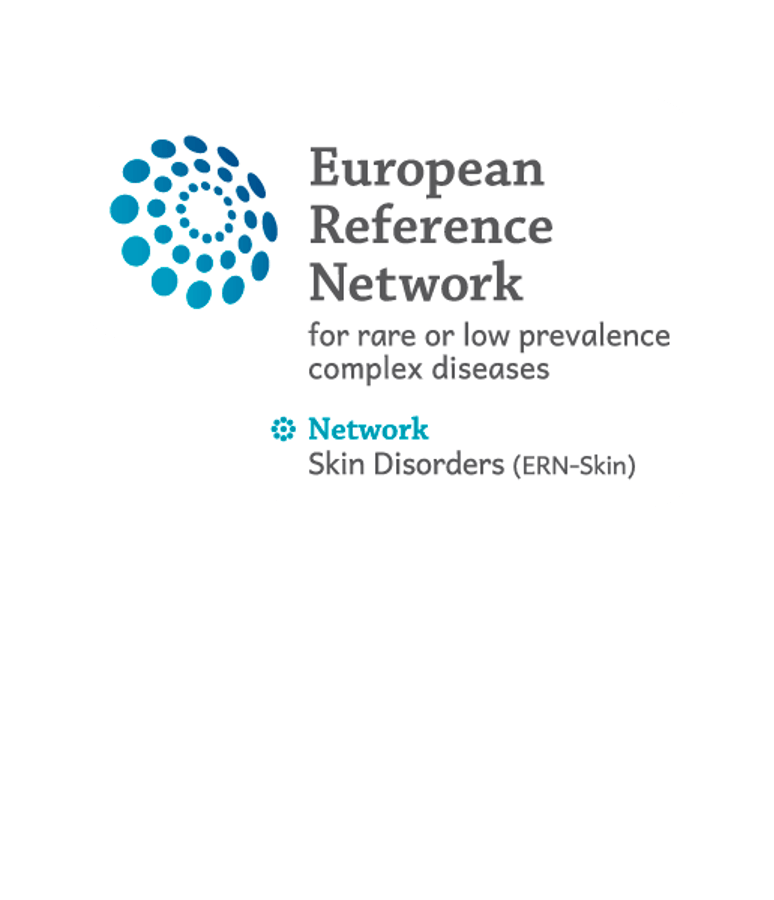 European
Reference
Network
for rare or low prevalence
complex diseases
Network
Skin Disorders (ERN-Skin)